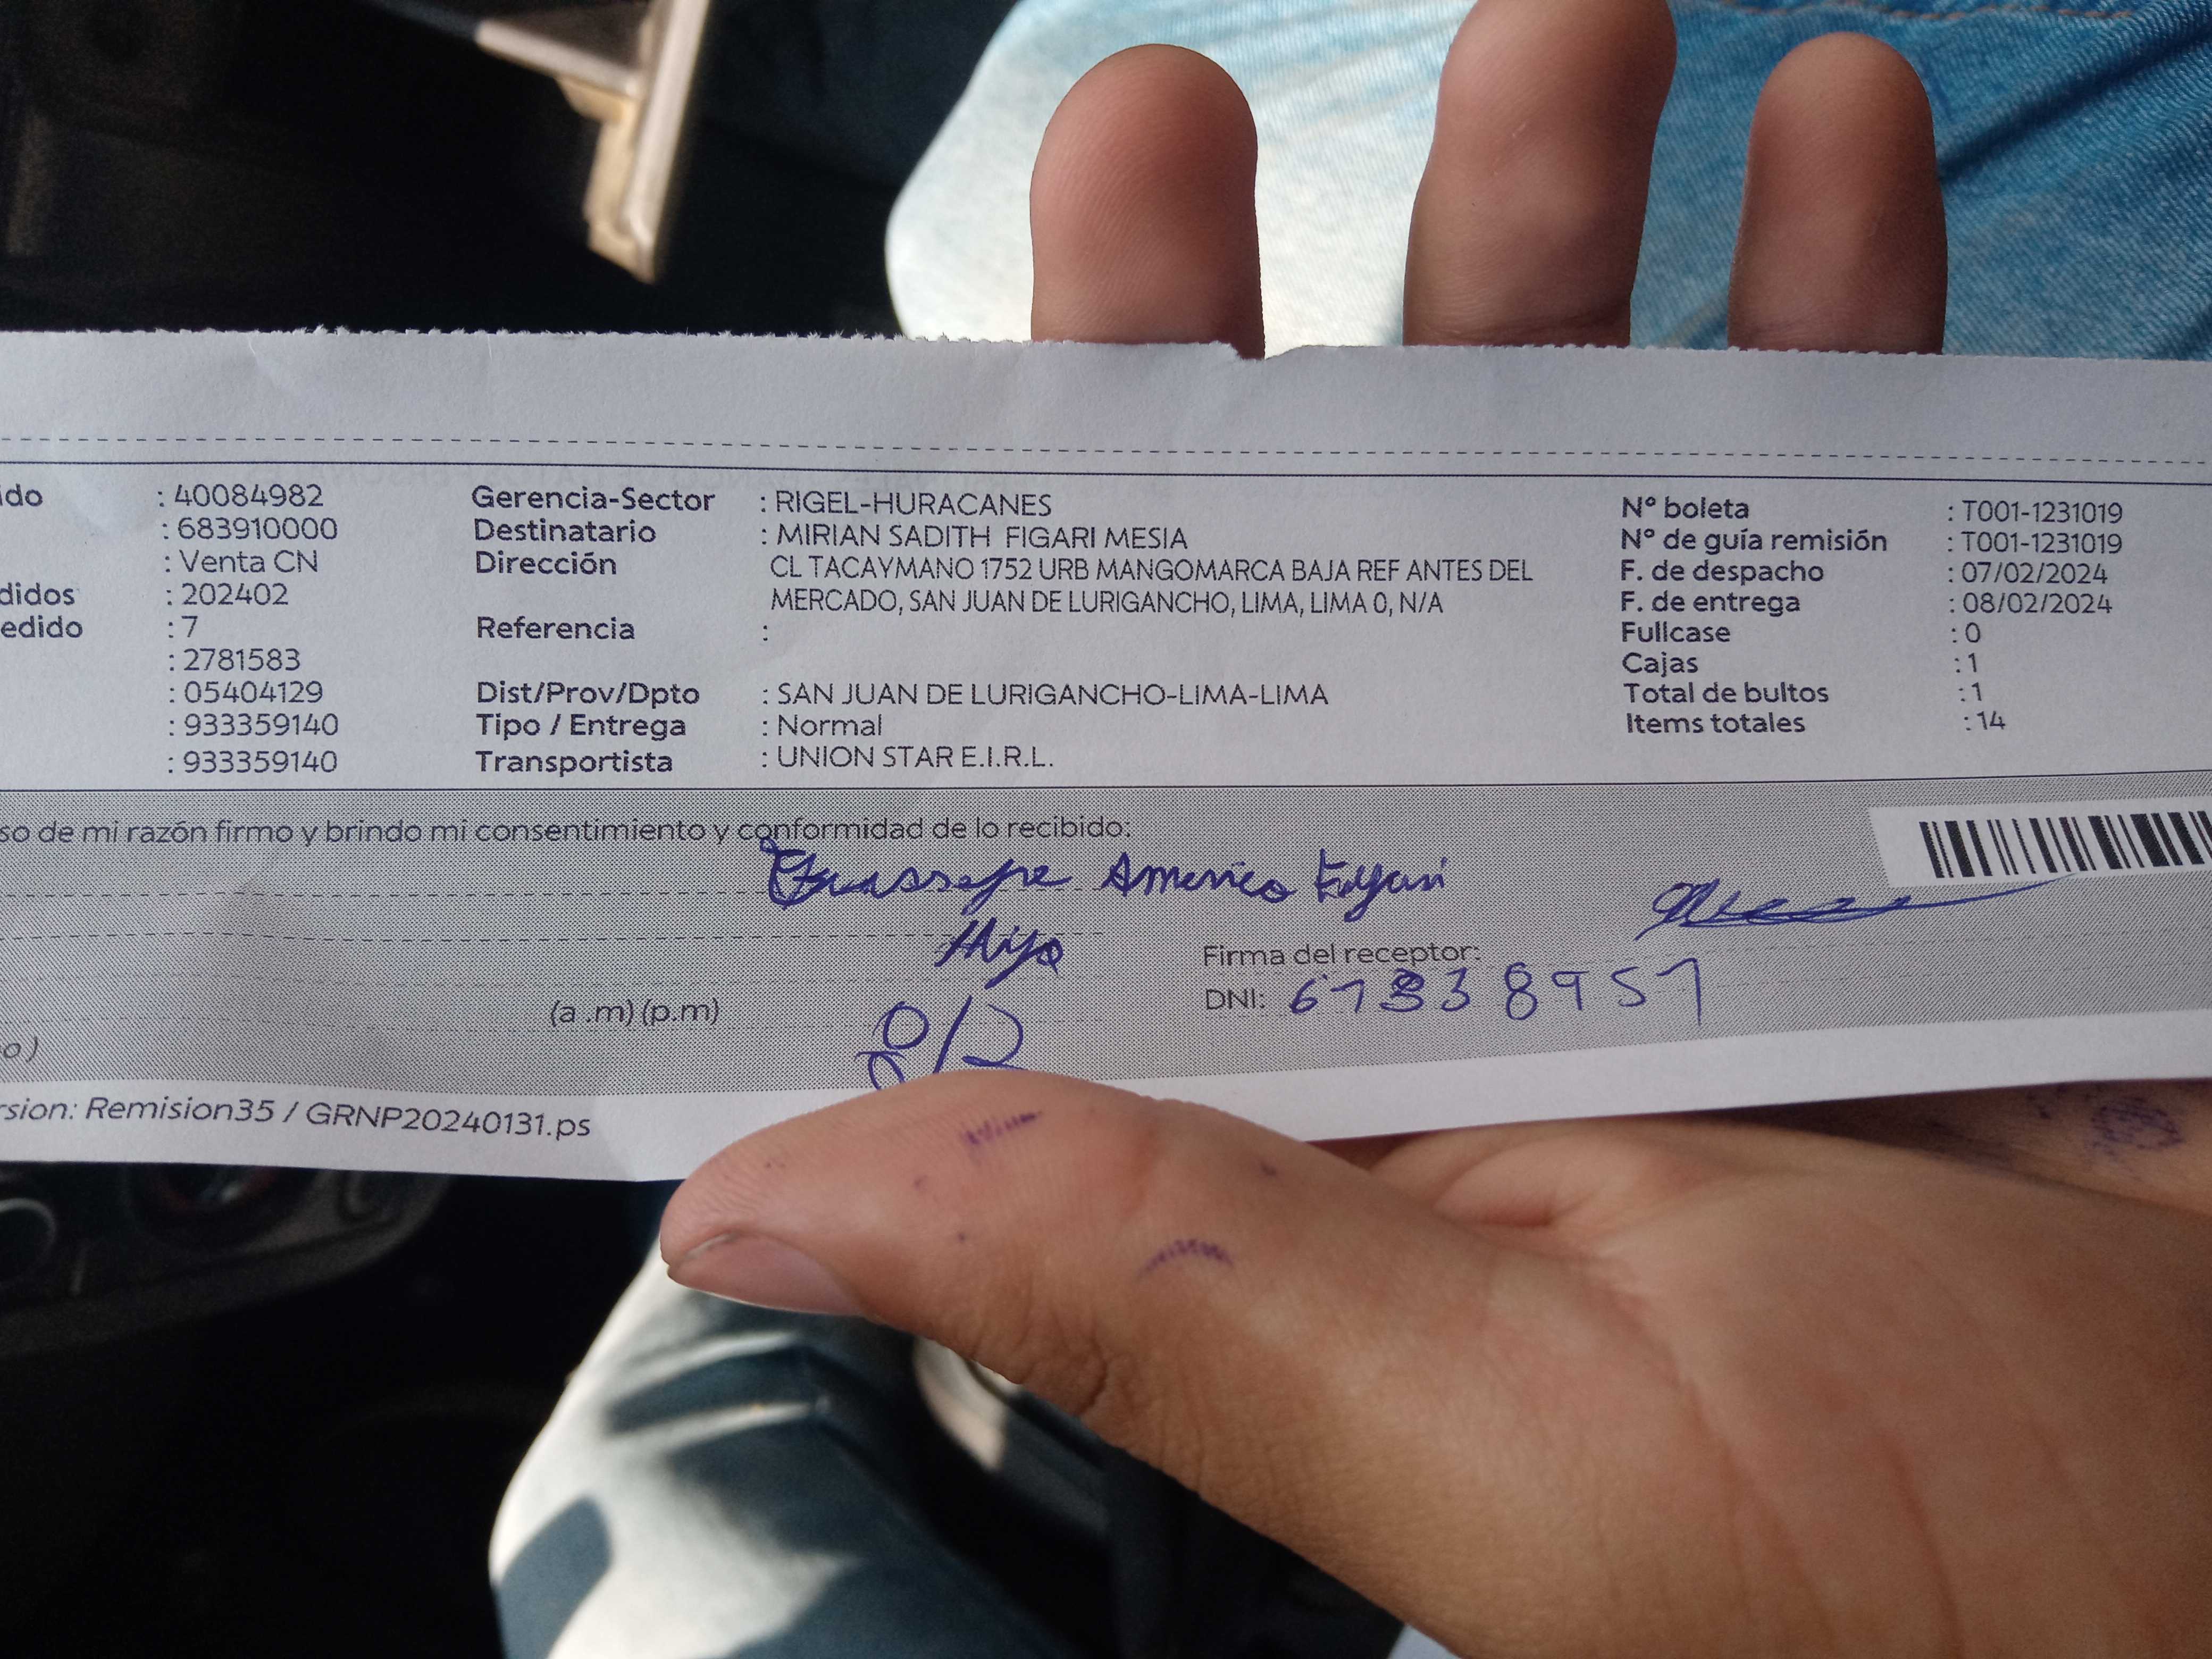 ido : 40084982 Gerencia-Sector : RIGEL-HURACANES Nº boleta : T001-1231019
: 683910000 Destinatario : MIRIAN SADITH FIGARI MESIA Nº de guía remisión : T001-1231019
: Venta CN Dirección CL TACAYMANO 1752 URB MANGOMARCA BAJA REF ANTES DEL F. de despacho : 07/02/2024
didos : 202402 MERCADO, SAN JUAN DE LURIGANCHO, LIMA, LIMA 0, N/A F. de entrega : 08/02/2024
edido : 7 Referencia : Fullcase : 0
: 2781583 Cajas : 1
: 05404129 Dist/Prov/Dpto : SAN JUAN DE LURIGANCHO-LIMA-LIMA Total de bultos : 1
: 933359140 Tipo / Entrega : Normal Items totales : 14
: 933359140 Transportista : UNION STAR E.I.R.L.
so de mi razón firmo y brindo mi consentimiento y conformidad de lo recibido:
Americo Figari
Hijo
Firma del receptor:
(a .m) (p.m) 8/2 DNI:
o)
rsion: Remision35 / GRNP20240131.ps